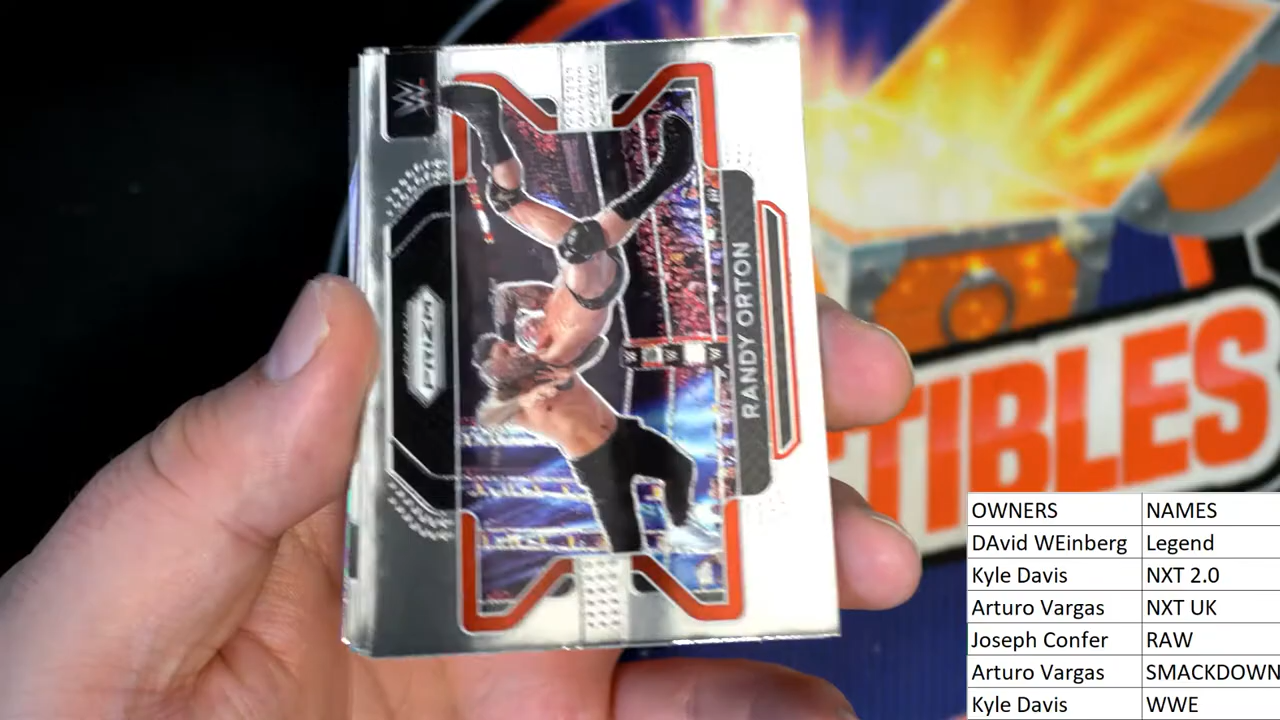 W
PRIZM
RANDY ORTON
TIBLES
OWNERS NAMES
DAvid WEinberg Legend
Kyle Davis NXT 2.0
Arturo Vargas NXT UK
Joseph Confer RAW
Arturo Vargas SMACKDOWN
Kyle Davis WWE